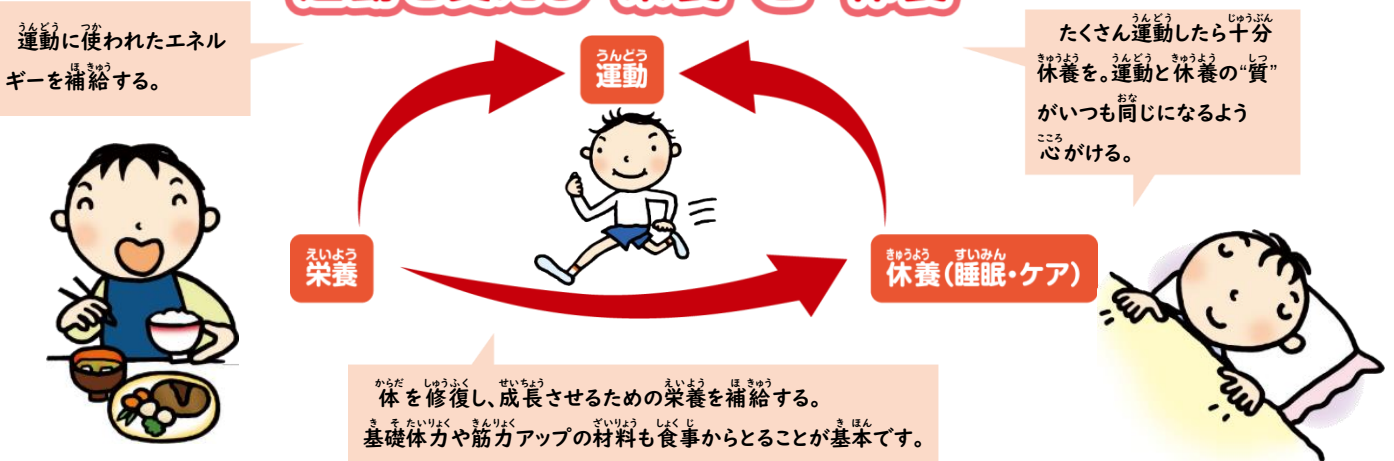 運動に使われたエネル
ギーを補給する。
運動
たくさん運動したら十分
休養を。運動と休養の“質”
がいつも同じになるよう
心がける。
栄養
休養(睡眠・ケア)
体を修復し、成長させるための栄養を補給する。
基礎体力や筋力アップの材料も食事からとることが基本です。